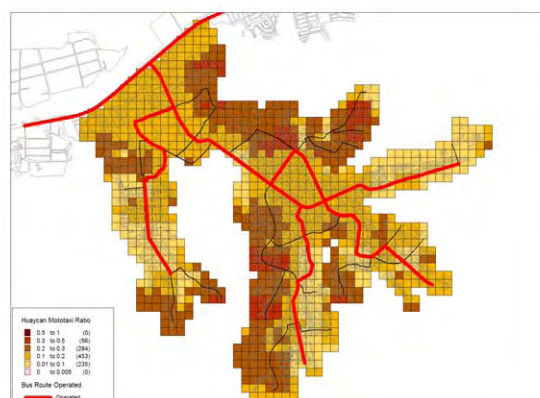 Huaycan Mototaxi Ratio
0.5 to 1 (0)
0.3 to 0.5 (56)
0.2 to 0.3 (284)
0.1 to 0.2 (453)
0.01 to 0.1 (235)
0 to 0.005 (0)
Bus Route Operated
Operated